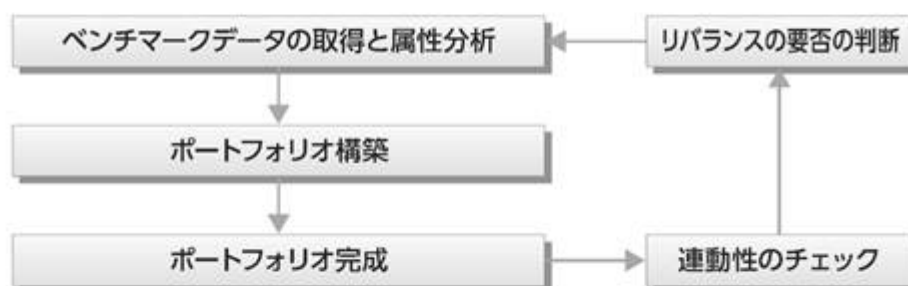 ベンチマークデータの取得と属性分析
リバランスの要否の判断
ポートフォリオ構築
ポートフォリオ完成
連動性のチェック